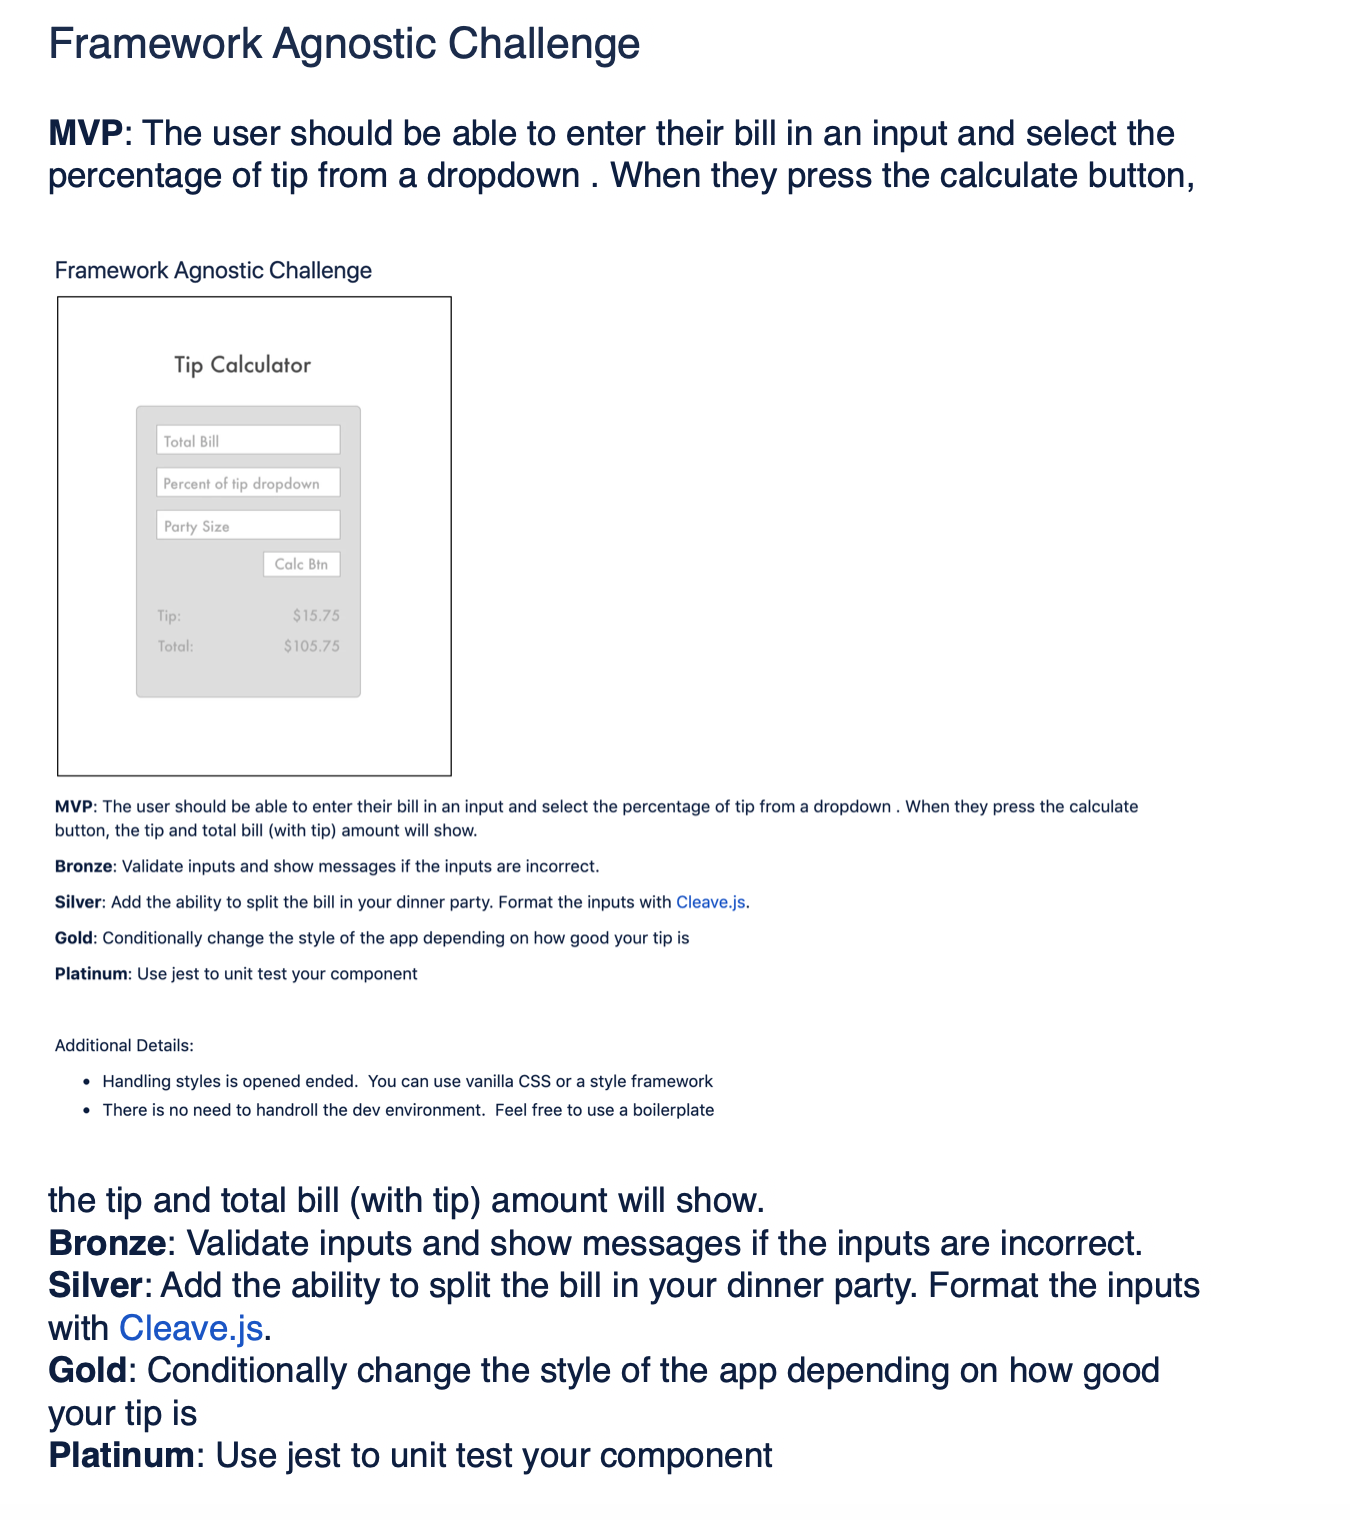 Framework Agnostic Challenge
MVP: The user should be able to enter their bill in an input and select the
percentage of tip from a dropdown . When they press the calculate button,
Framework Agnostic Challenge
Tip Calculator
Total Bill
Percent of tip dropdown
Party Size
Calc Btn
Tip: $15.75
Total: $105.75
MVP: The user should be able to enter their bill in an input and select the percentage of tip from a dropdown . When they press the calculate
button, the tip and total bill (with tip) amount will show.
Bronze: Validate inputs and show messages if the inputs are incorrect.
Silver: Add the ability to split the bill in your dinner party. Format the inputs with Cleave.js.
Gold: Conditionally change the style of the app depending on how good your tip is
Platinum: Use jest to unit test your component
Additional Details:
• Handling styles is opened ended.  You can use vanilla CSS or a style framework
• There is no need to handroll the dev environment.  Feel free to use a boilerplate
the tip and total bill (with tip) amount will show.
Bronze: Validate inputs and show messages if the inputs are incorrect.
Silver: Add the ability to split the bill in your dinner party. Format the inputs
with Cleave.js.
Gold: Conditionally change the style of the app depending on how good
your tip is
Platinum: Use jest to unit test your component